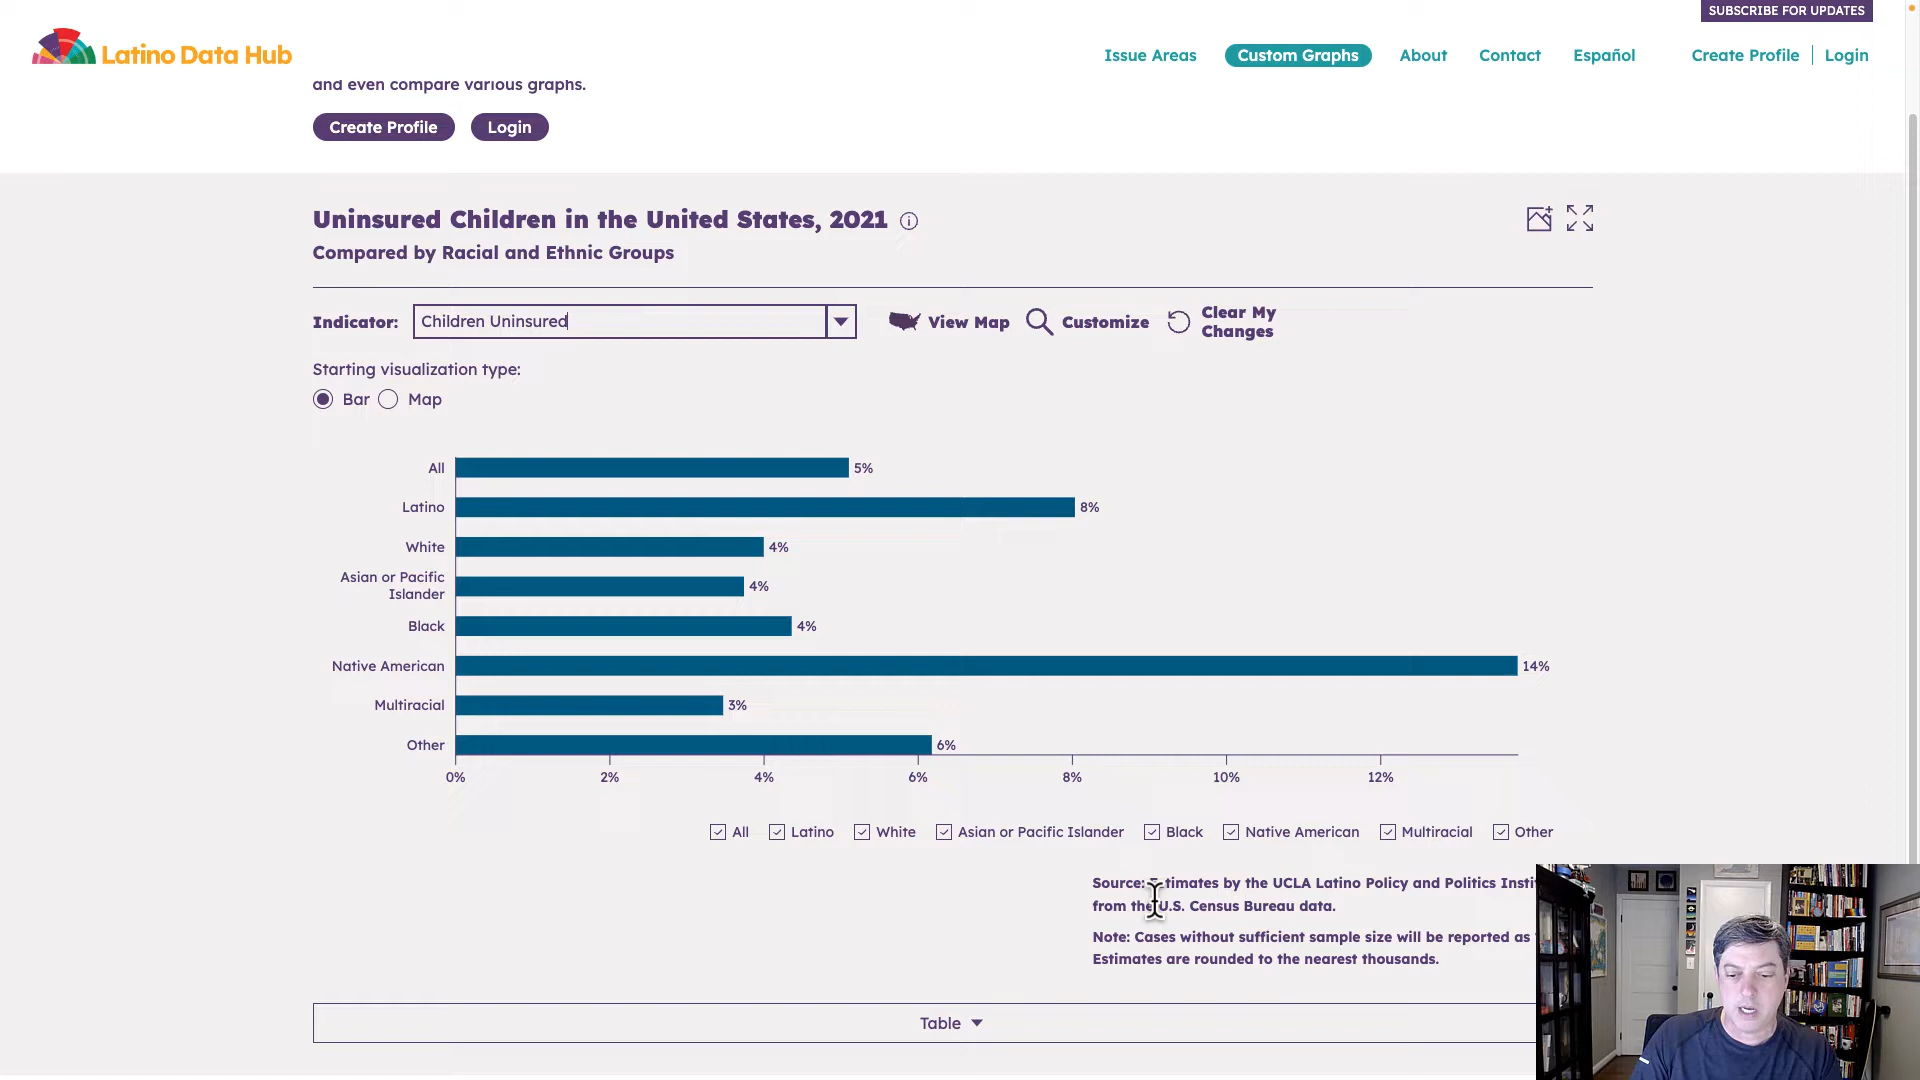 SUBSCRIBE FOR UPDATES
Latino Data Hub
Issue Areas
Custom Graphs
About
Contact
Español
Create Profile
Login
and even compare various graphs.
Create Profile
Login
Uninsured Children in the United States, 2021
Compared by Racial and Ethnic Groups
Indicator:
Children Uninsured
View Map
Customize
Clear My
Changes
Starting visualization type:
Bar
Map
All
5%
Latino
8%
White
4%
Asian or Pacific
Islander
4%
Black
4%
Native American
14%
Multiracial
3%
Other
6%
0%
2%
4%
6%
8%
10%
12%
All
Latino
White
Asian or Pacific Islander
Black
Native American
Multiracial
Other
Source: by the UCLA Latino Policy and Politics
from the U.S. Census Bureau data.
Note: Cases without sufficient sample size will be reported as
Estimates are rounded to the nearest thousands.
Table